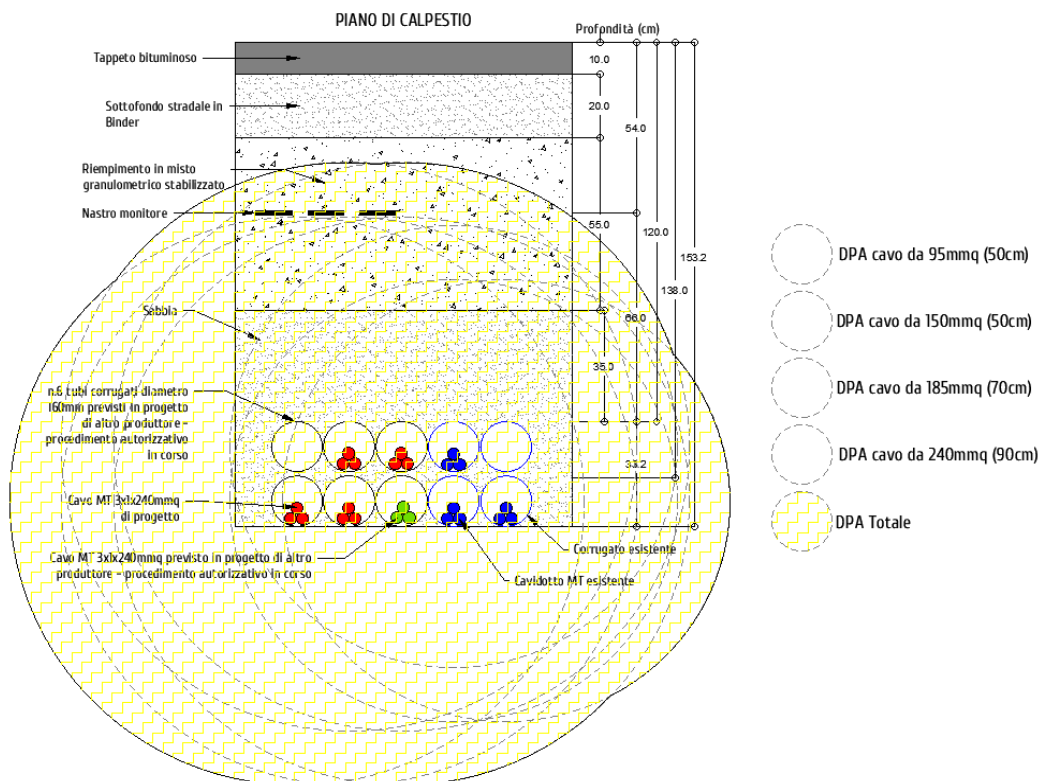 PIANO DI CALPESTIO
Profondità (cm)
Tappeto bituminoso
10.0
Sottofondo stradale in
Binder
20.0
54.0
Riempimento in misto
granulometrico stabilizzato
Nastro monitore
55.0
120.0
153.2
138.0
Sabbia
66.0
35.0
n.6 tubi corrugati diametro
160mm previsti in progetto
di altro produttore -
procedimento autorizzativo
in corso
33.2
Cavo MT 3x1x240mmq
di progetto
Cavo MT 3x1x240mmq previsto in progetto di altro
produttore - procedimento autorizzativo in corso
Corrugato esistente
Cavidotto MT esistente
DPA cavo da 95mmq (50cm)
DPA cavo da 150mmq (50cm)
DPA cavo da 185mmq (70cm)
DPA cavo da 240mmq (90cm)
DPA Totale